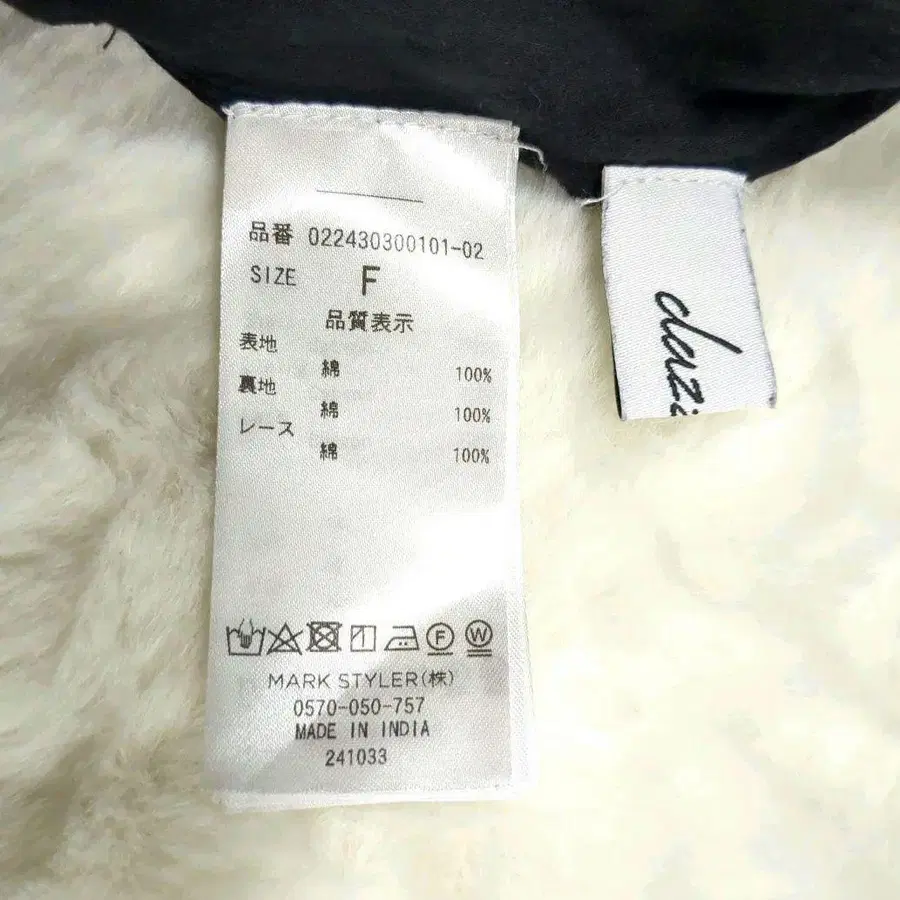 品番 022430300101-02
SIZE F
品質表示
表地
綿 100%
裏地
綿 100%
レース
綿 100%
F W
MARK STYLER(株)
0570-050-757
MADE IN INDIA
241033
dazz